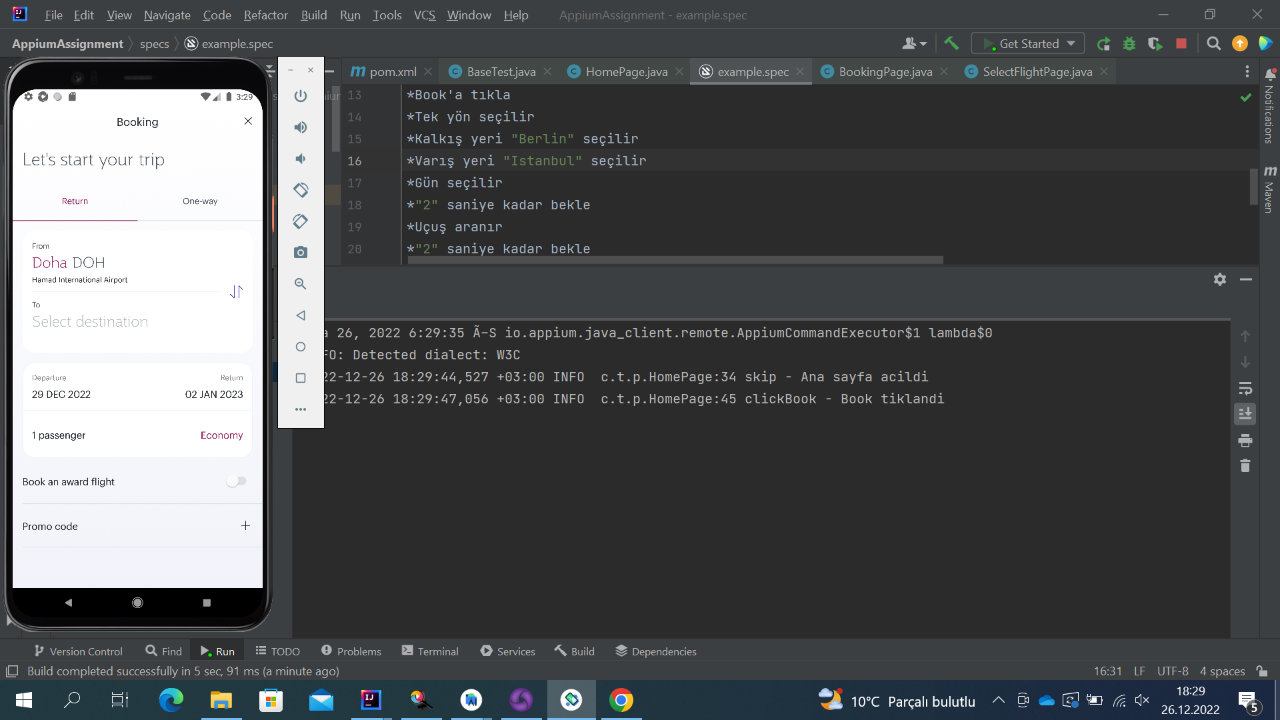 File Edit View Navigate Code Refactor Build Run Tools VCS Window Help AppiumAssignment - example.spec
AppiumAssignment specs example.spec
Get Started
pom.xml BaseTest.java HomePage.java example.spec BookingPage.java SelectFlightPage.java
13 *Book'a tıkla
14 *Tek yön seçilir
15 *Kalkış yeri "Berlin" seçilir
16 *Varış yeri "Istanbul" seçilir
17 *Gün seçilir
18 *"2" saniye kadar bekle
19 *Uçuş aranır
20 *"2" saniye kadar bekle
Notifications
Maven
3:29
Booking
Let's start your trip
Return One-way
From
Doha DOH
Hamad International Airport
To
Select destination
Departure Return
29 DEC 2022 02 JAN 2023
1 passenger Economy
Book an award flight
Promo code
a 26, 2022 6:29:35 Ã-S io.appium.java_client.remote.AppiumCommandExecutor$1 lambda$0
FO: Detected dialect: W3C
22-12-26 18:29:44,527 +03:00 INFO c.t.p.HomePage:34 skip - Ana sayfa acildi
22-12-26 18:29:47,056 +03:00 INFO c.t.p.HomePage:45 clickBook - Book tiklandi
Version Control Find Run TODO Problems Terminal Services Build Dependencies
Build completed successfully in 5 sec, 91 ms (a minute ago) 16:31 LF UTF-8 4 spaces
10°C Parçalı bulutlu
18:29
26.12.2022
5